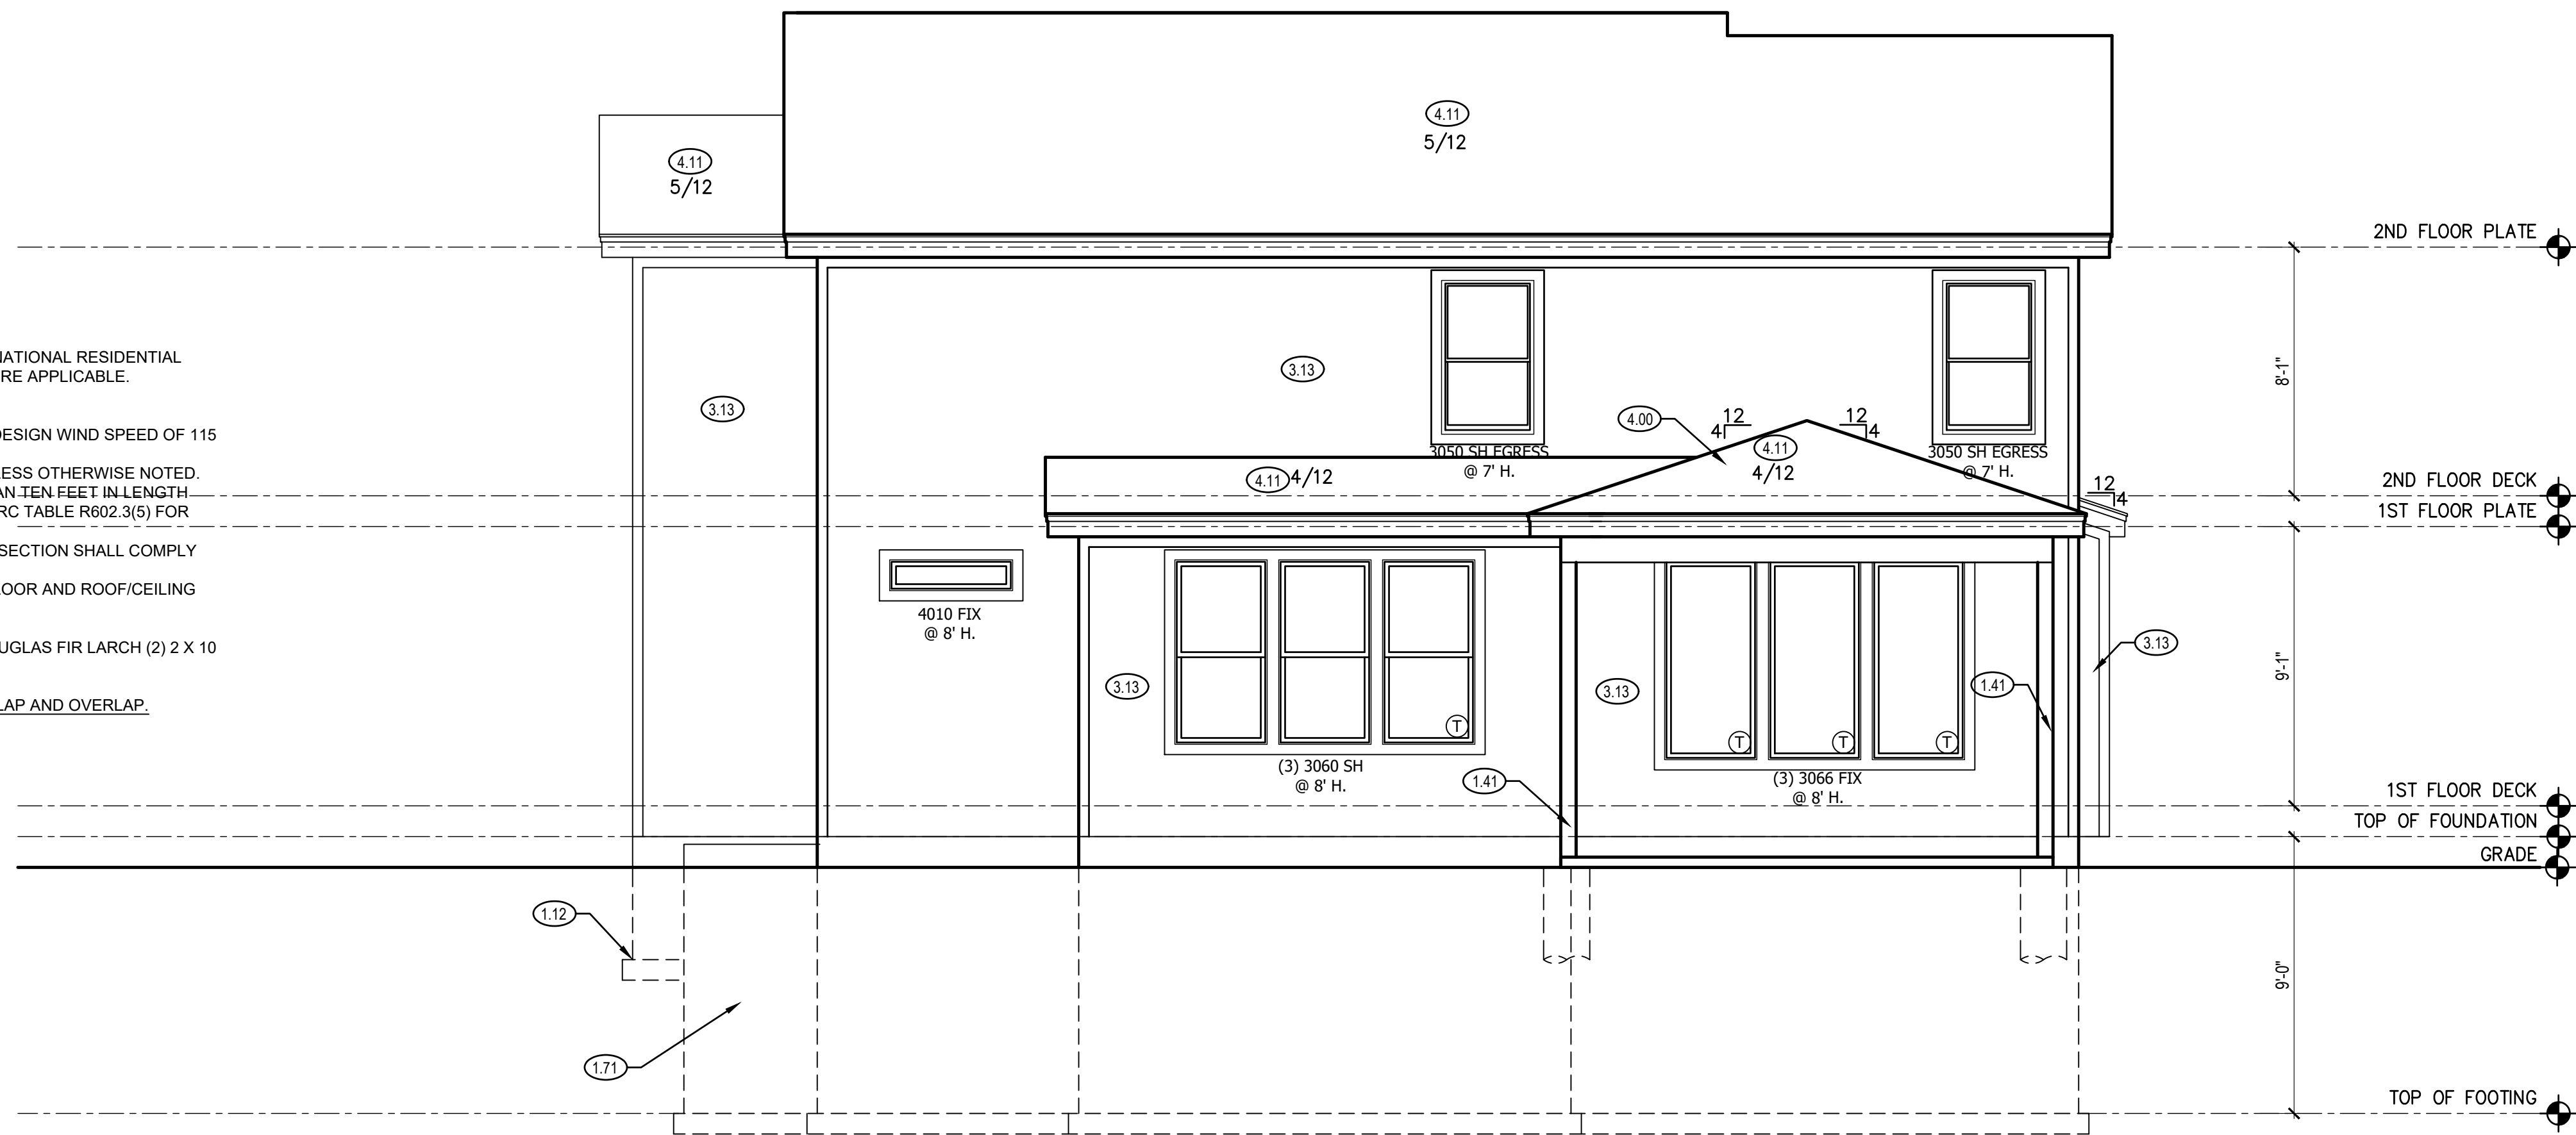 4.11
5/12
4.11
5/12
2ND FLOOR PLATE
NATIONAL RESIDENTIAL
RE APPLICABLE.
8'-1"
3.13
3.13
DESIGN WIND SPEED OF 115
4.00
12
4
12
4
4.11
4/12
3050 SH EGRESS
@ 7' H.
3050 SH EGRESS
@ 7' H.
4.11 4/12
LESS OTHERWISE NOTED.
AN TEN FEET IN LENGTH
RC TABLE R602.3(5) FOR
12
4
2ND FLOOR DECK
1ST FLOOR PLATE
SECTION SHALL COMPLY
LOOR AND ROOF/CEILING
4010 FIX
@ 8' H.
UGLAS FIR LARCH (2) 2 X 10
3.13
9'-1"
3.13
3.13
1.41
LAP AND OVERLAP.
T
T
T
T
(3) 3060 SH
@ 8' H.
1.41
(3) 3066 FIX
@ 8' H.
1ST FLOOR DECK
TOP OF FOUNDATION
GRADE
1.12
9'-0"
1.71
TOP OF FOOTING